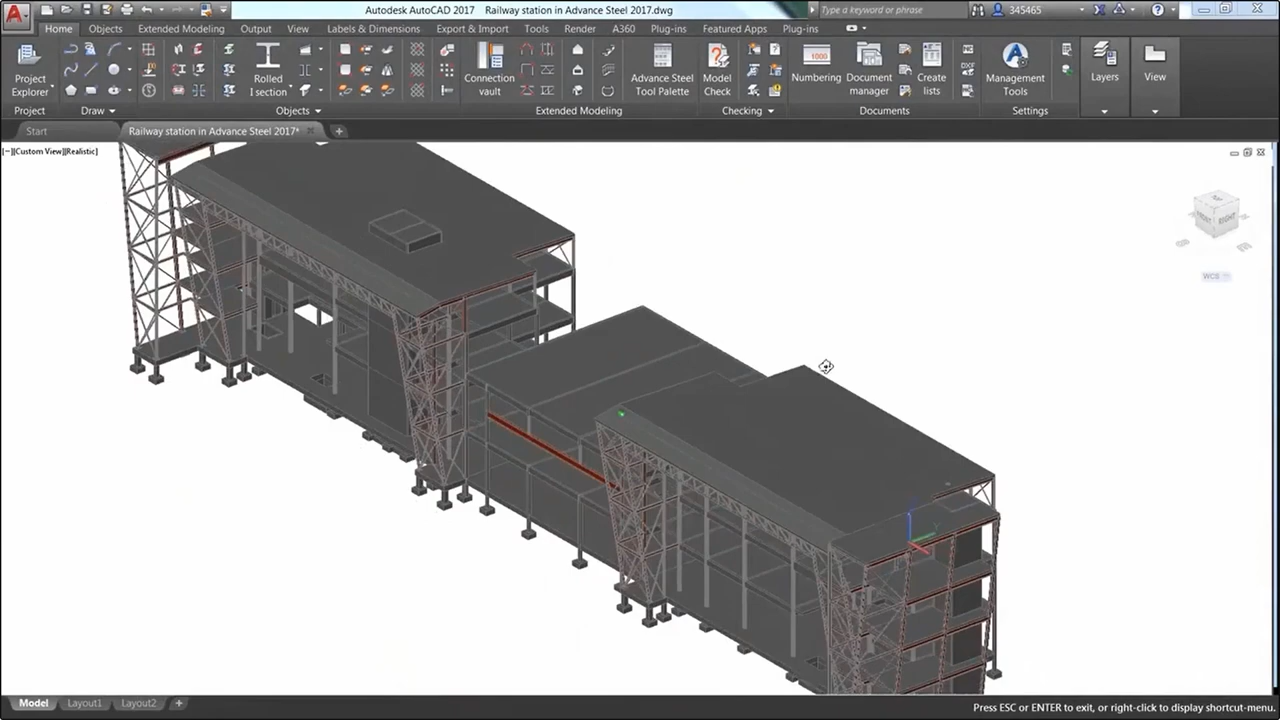 Autodesk AutoCAD 2017 Railway station in Advance Steel 2017.dwg
Type a keyword or phrase
345465
Home Objects Extended Modeling Output View Labels & Dimensions Export & Import Tools Render A360 Plug-ins Featured Apps Plug-ins
Project Explorer
Rolled I section
Connection vault
Advance Steel Tool Palette
Model Check
1000
Numbering
Document manager
DXF
Create lists
Management Tools
Layers
View
Project Draw Objects Extended Modeling Checking Documents Settings
Start Railway station in Advance Steel 2017*
[−][Custom View][Realistic]
FRONT RIGHT
WCS
Model Layout1 Layout2
Press ESC or ENTER to exit, or right-click to display shortcut-menu.